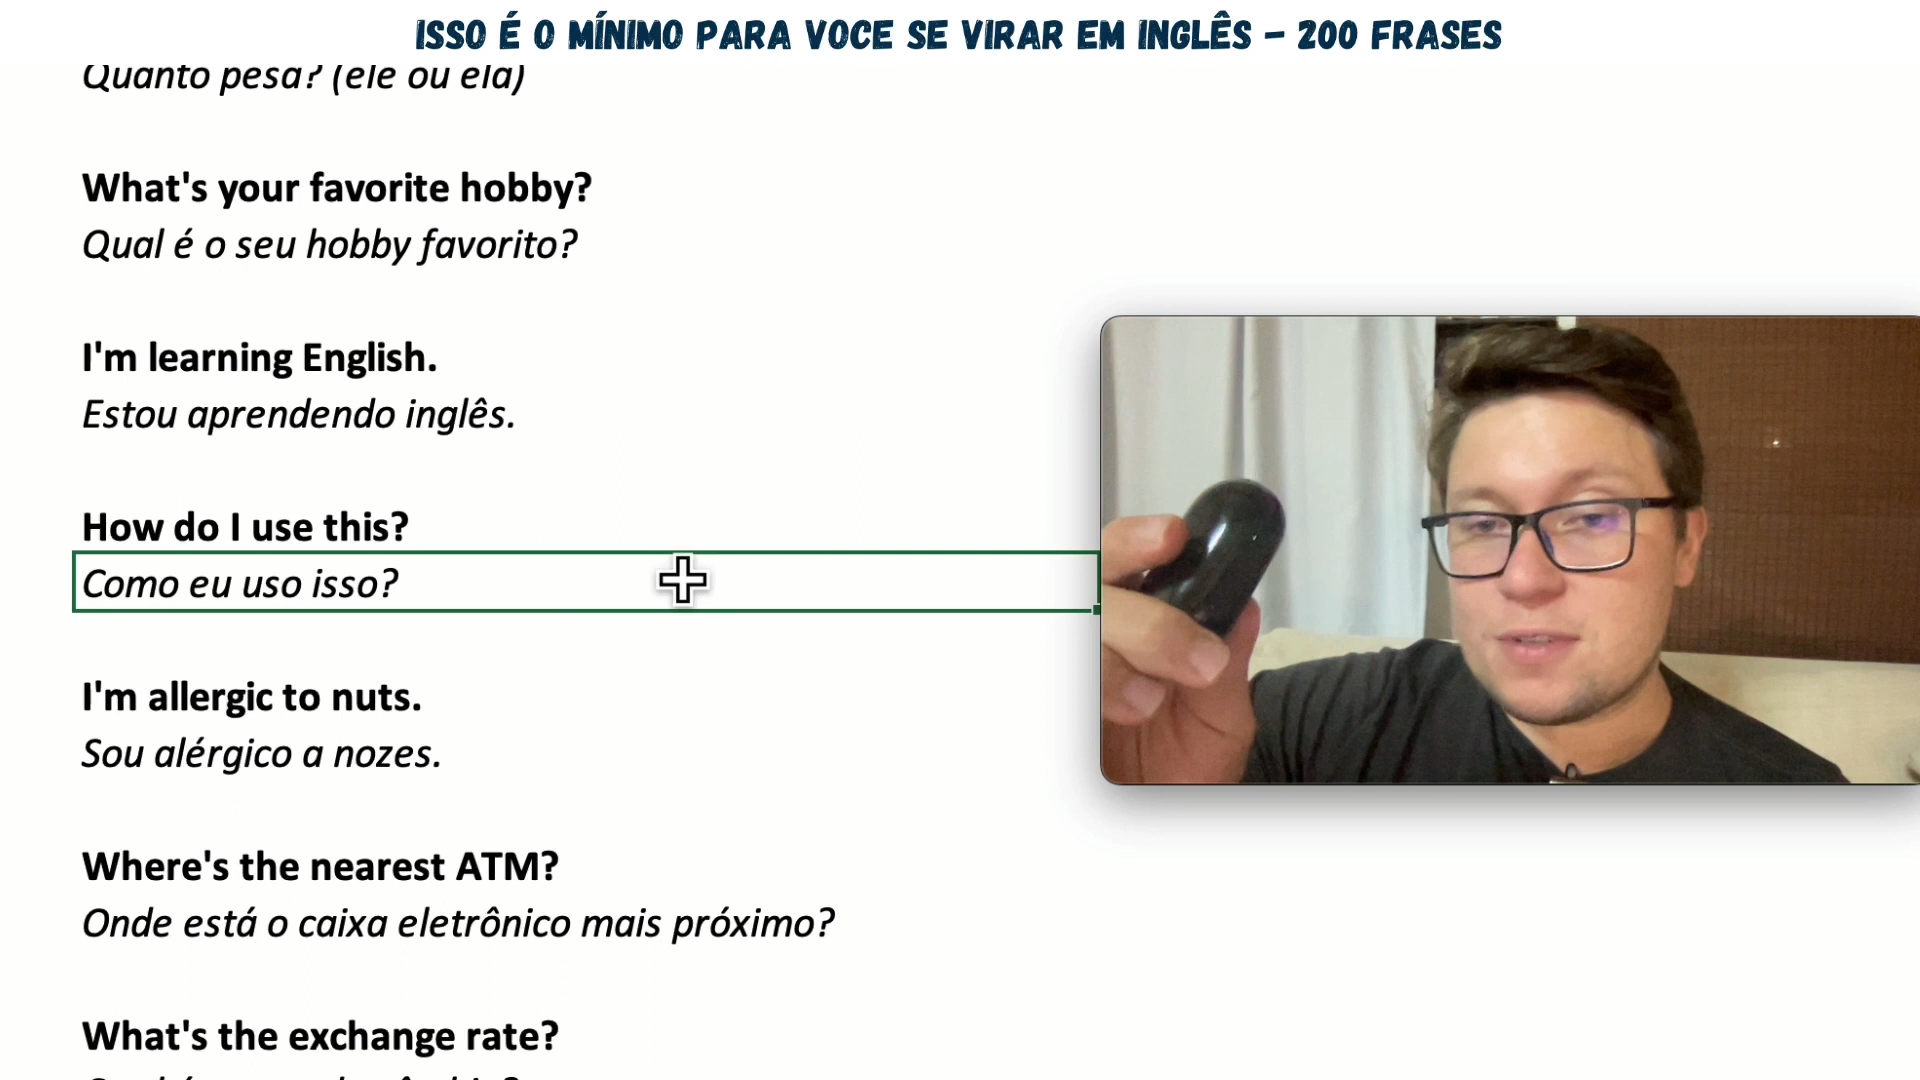 ISSO É O MÍNIMO PARA VOCE SE VIRAR EM INGLÊS – 200 FRASES
Quanto pesa? (ele ou ela)
What's your favorite hobby?
Qual é o seu hobby favorito?
I'm learning English.
Estou aprendendo inglês.
How do I use this?
Como eu uso isso?
I'm allergic to nuts.
Sou alérgico a nozes.
Where's the nearest ATM?
Onde está o caixa eletrônico mais próximo?
What's the exchange rate?